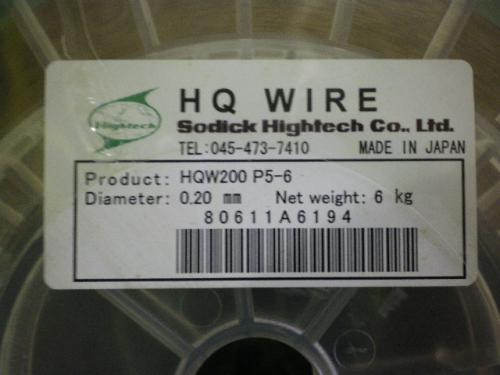 Hightech
HQ WIRE
Sodick Hightech Co., Ltd.
TEL:045-473-7410 MADE IN JAPAN
Product: HQW200 P5-6
Diameter: 0.20 mm Net weight: 6 kg
80611A6194